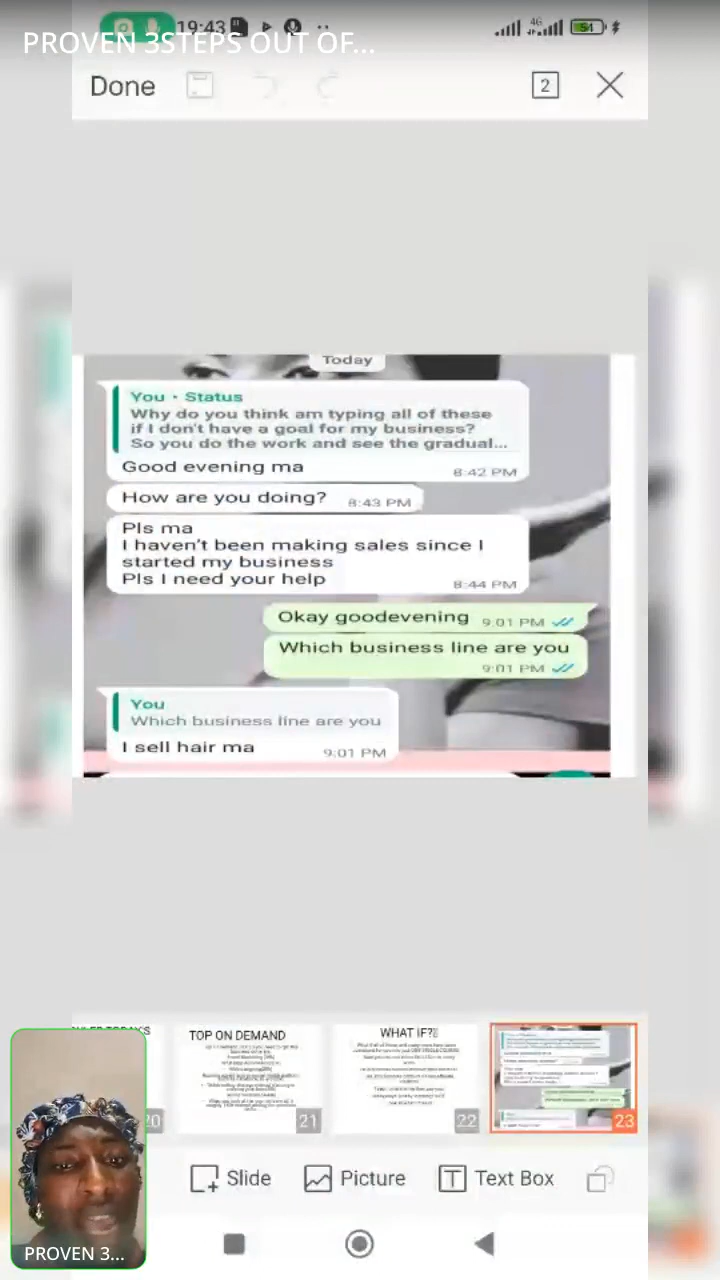 19:43
4G
54
PROVEN 3STEPS OUT OF...
Done
2
Today
You · Status
Why do you think am typing all of these
if I don't have a goal for my business?
So you do the work and see the gradual...
Good evening ma
8:42 PM
How are you doing?
8:43 PM
Pls ma
I haven't been making sales since I
started my business
Pls I need your help
8:44 PM
Okay goodevening
9:01 PM
Which business line are you
9:01 PM
You
Which business line are you
I sell hair ma
9:01 PM
TOP ON DEMAND
WHAT IF?
20
21
22
23
Slide
Picture
Text Box
PROVEN 3...